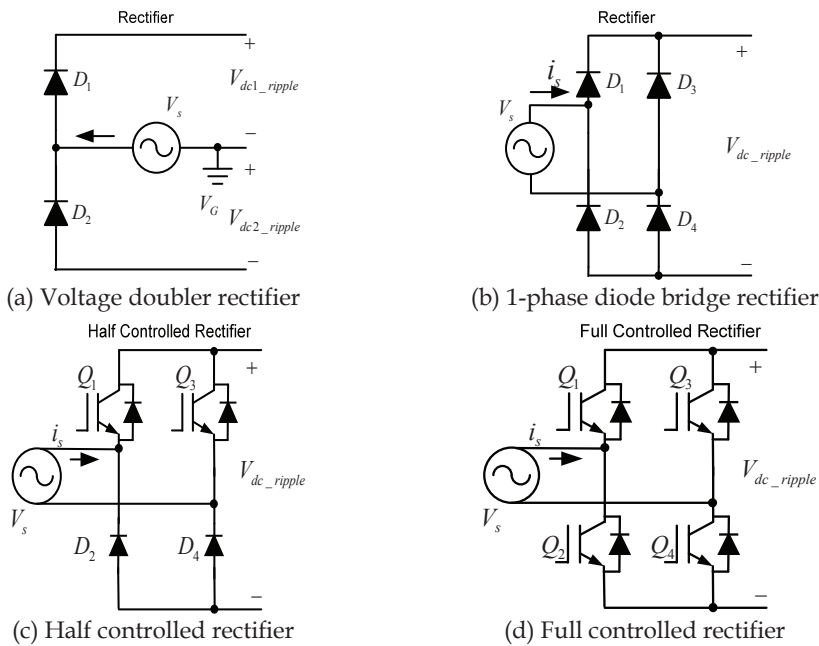 Rectifier
+
D1
Vdc1_ripple
Vs
−
+
VG
D2
Vdc2_ripple
−
(a) Voltage doubler rectifier
Rectifier
+
is
D1
D3
Vs
Vdc_ripple
D2
D4
−
(b) 1-phase diode bridge rectifier
Half Controlled Rectifier
+
Q1
Q3
is
Vdc_ripple
Vs
D2
D4
−
(c) Half controlled rectifier
Full Controlled Rectifier
+
Q1
Q3
is
Vdc_ripple
Vs
Q2
Q4
−
(d) Full controlled rectifier